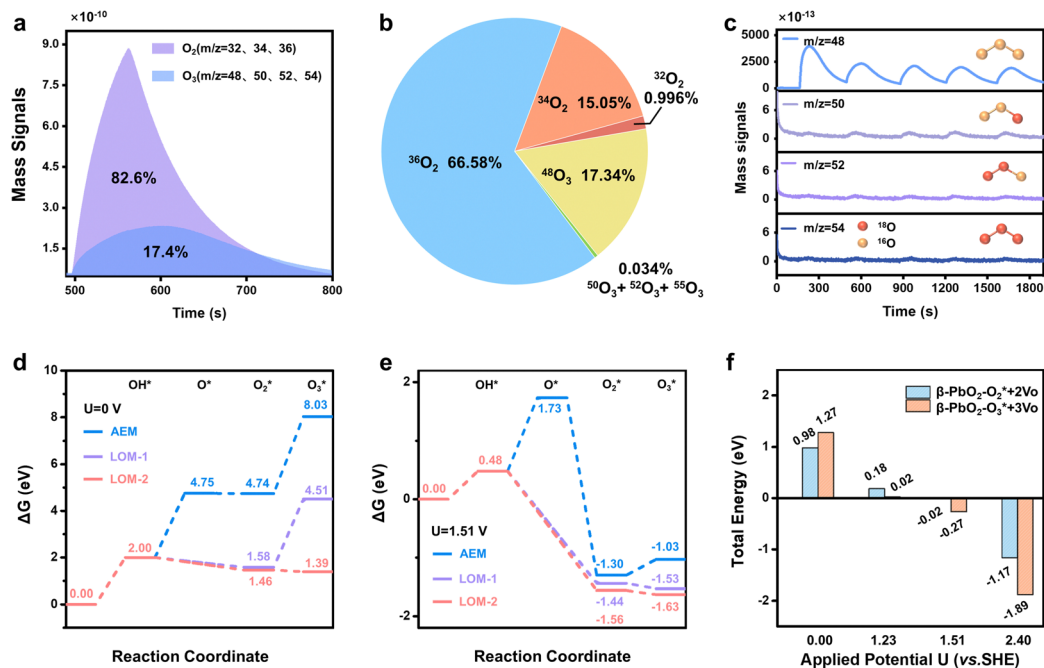 a
×10⁻¹⁰
O₂(m/z=32、34、36)
O₃(m/z=48、50、52、54)
Mass Signals
9.0
7.5
6.0
4.5
3.0
1.5
82.6%
17.4%
500
600
700
800
Time (s)
b
³⁶O₂ 66.58%
³⁴O₂ 15.05%
³²O₂
0.996%
⁴⁸O₃ 17.34%
0.034%
⁵⁰O₃+ ⁵²O₃+ ⁵⁵O₃
c
×10⁻¹³
Mass signals
5000
2500
0
m/z=48
6
0
m/z=50
6
0
m/z=52
6
0
m/z=54
¹⁸O
¹⁶O
0
300
600
900
1200
1500
1800
Time (s)
d
OH*
O*
O₂*
O₃*
U=0 V
AEM
LOM-1
LOM-2
ΔG (eV)
10
8
6
4
2
0
0.00
2.00
4.75
4.74
8.03
1.58
4.51
1.46
1.39
Reaction Coordinate
e
OH*
O*
O₂*
O₃*
ΔG (eV)
2
0
-2
0.00
0.48
1.73
-1.30
-1.03
-1.44
-1.53
-1.56
-1.63
U=1.51 V
AEM
LOM-1
LOM-2
Reaction Coordinate
f
β-PbO₂-O₂*+2Vo
β-PbO₂-O₃*+3Vo
Total Energy (eV)
2
1
0
-1
-2
0.98
1.27
0.18
0.02
-0.02
-0.27
-1.17
-1.89
0.00
1.23
1.51
2.40
Applied Potential U (vs.SHE)